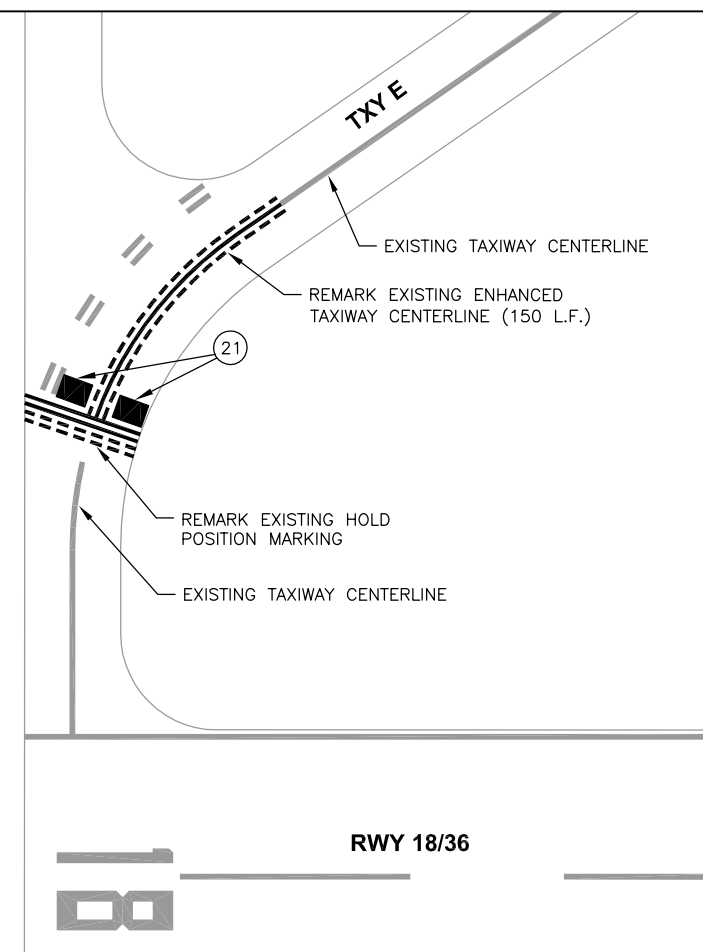 TXY E
EXISTING TAXIWAY CENTERLINE
REMARK EXISTING ENHANCED
TAXIWAY CENTERLINE (150 L.F.)
21
REMARK EXISTING HOLD
POSITION MARKING
EXISTING TAXIWAY CENTERLINE
RWY 18/36
18